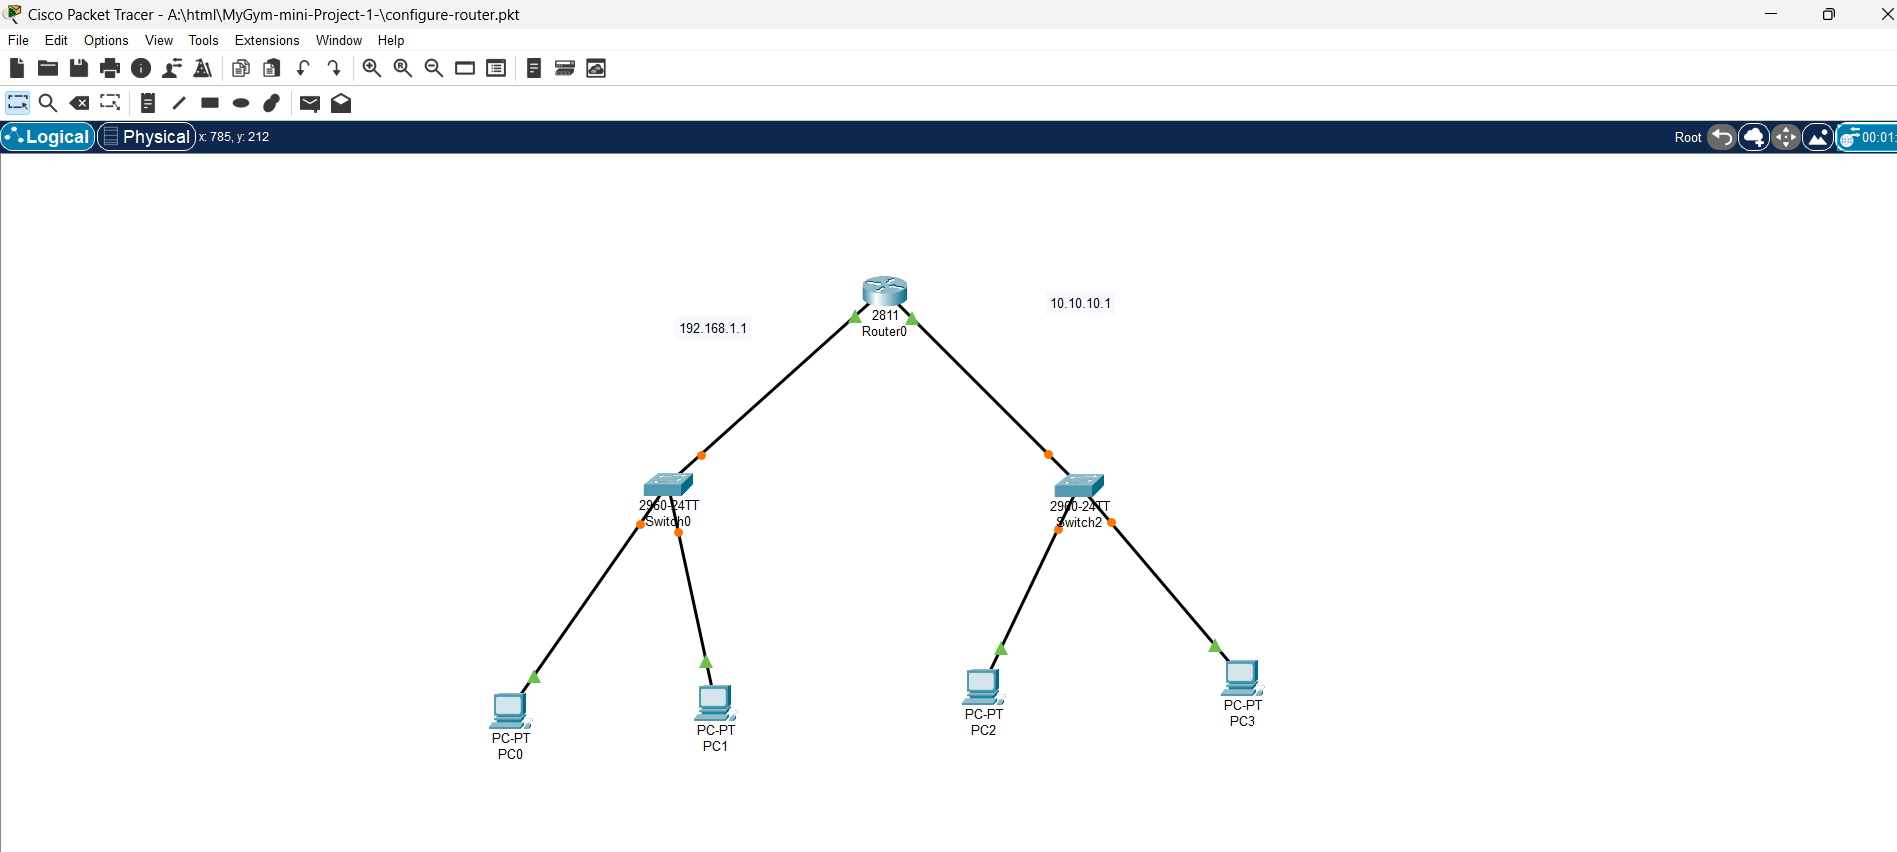 Cisco Packet Tracer - A:\html\MyGym-mini-Project-1-\configure-router.pkt
File Edit Options View Tools Extensions Window Help
Logical Physical x: 785, y: 212 Root 00:01:
10.10.10.1
192.168.1.1
2811
Router0
2960-24TT
Switch0
2960-24TT
Switch2
PC-PT
PC0
PC-PT
PC1
PC-PT
PC2
PC-PT
PC3